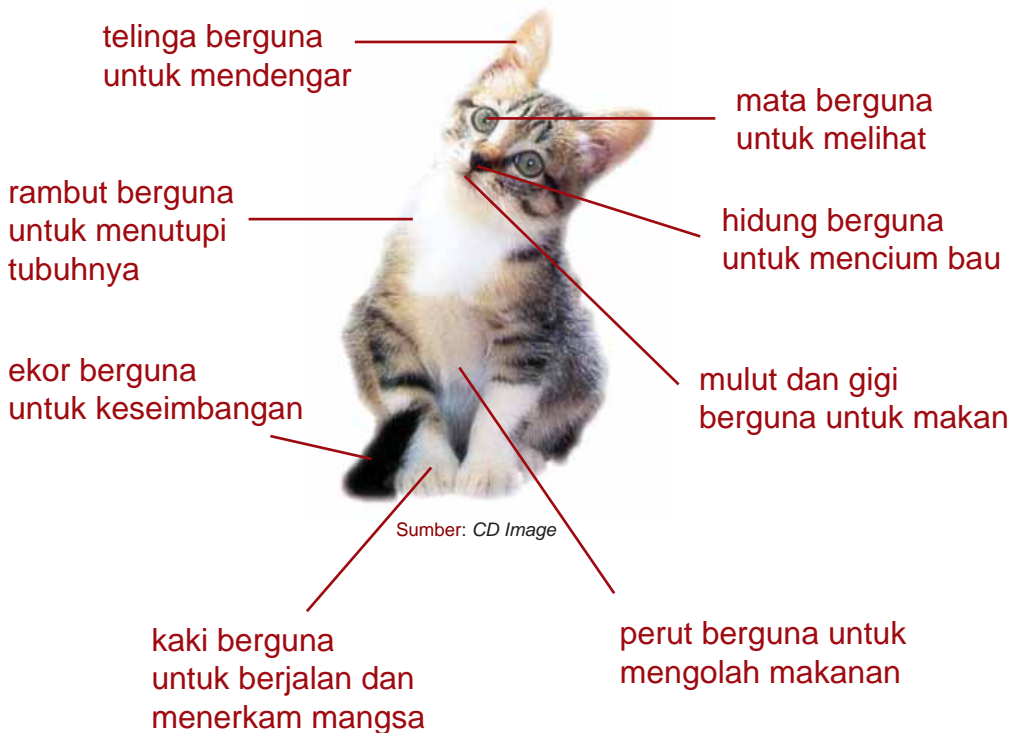 telinga berguna
untuk mendengar
mata berguna
untuk melihat
rambut berguna
untuk menutupi
tubuhnya
hidung berguna
untuk mencium bau
ekor berguna
untuk keseimbangan
mulut dan gigi
berguna untuk makan
Sumber: CD Image
kaki berguna
untuk berjalan dan
menerkam mangsa
perut berguna untuk
mengolah makanan